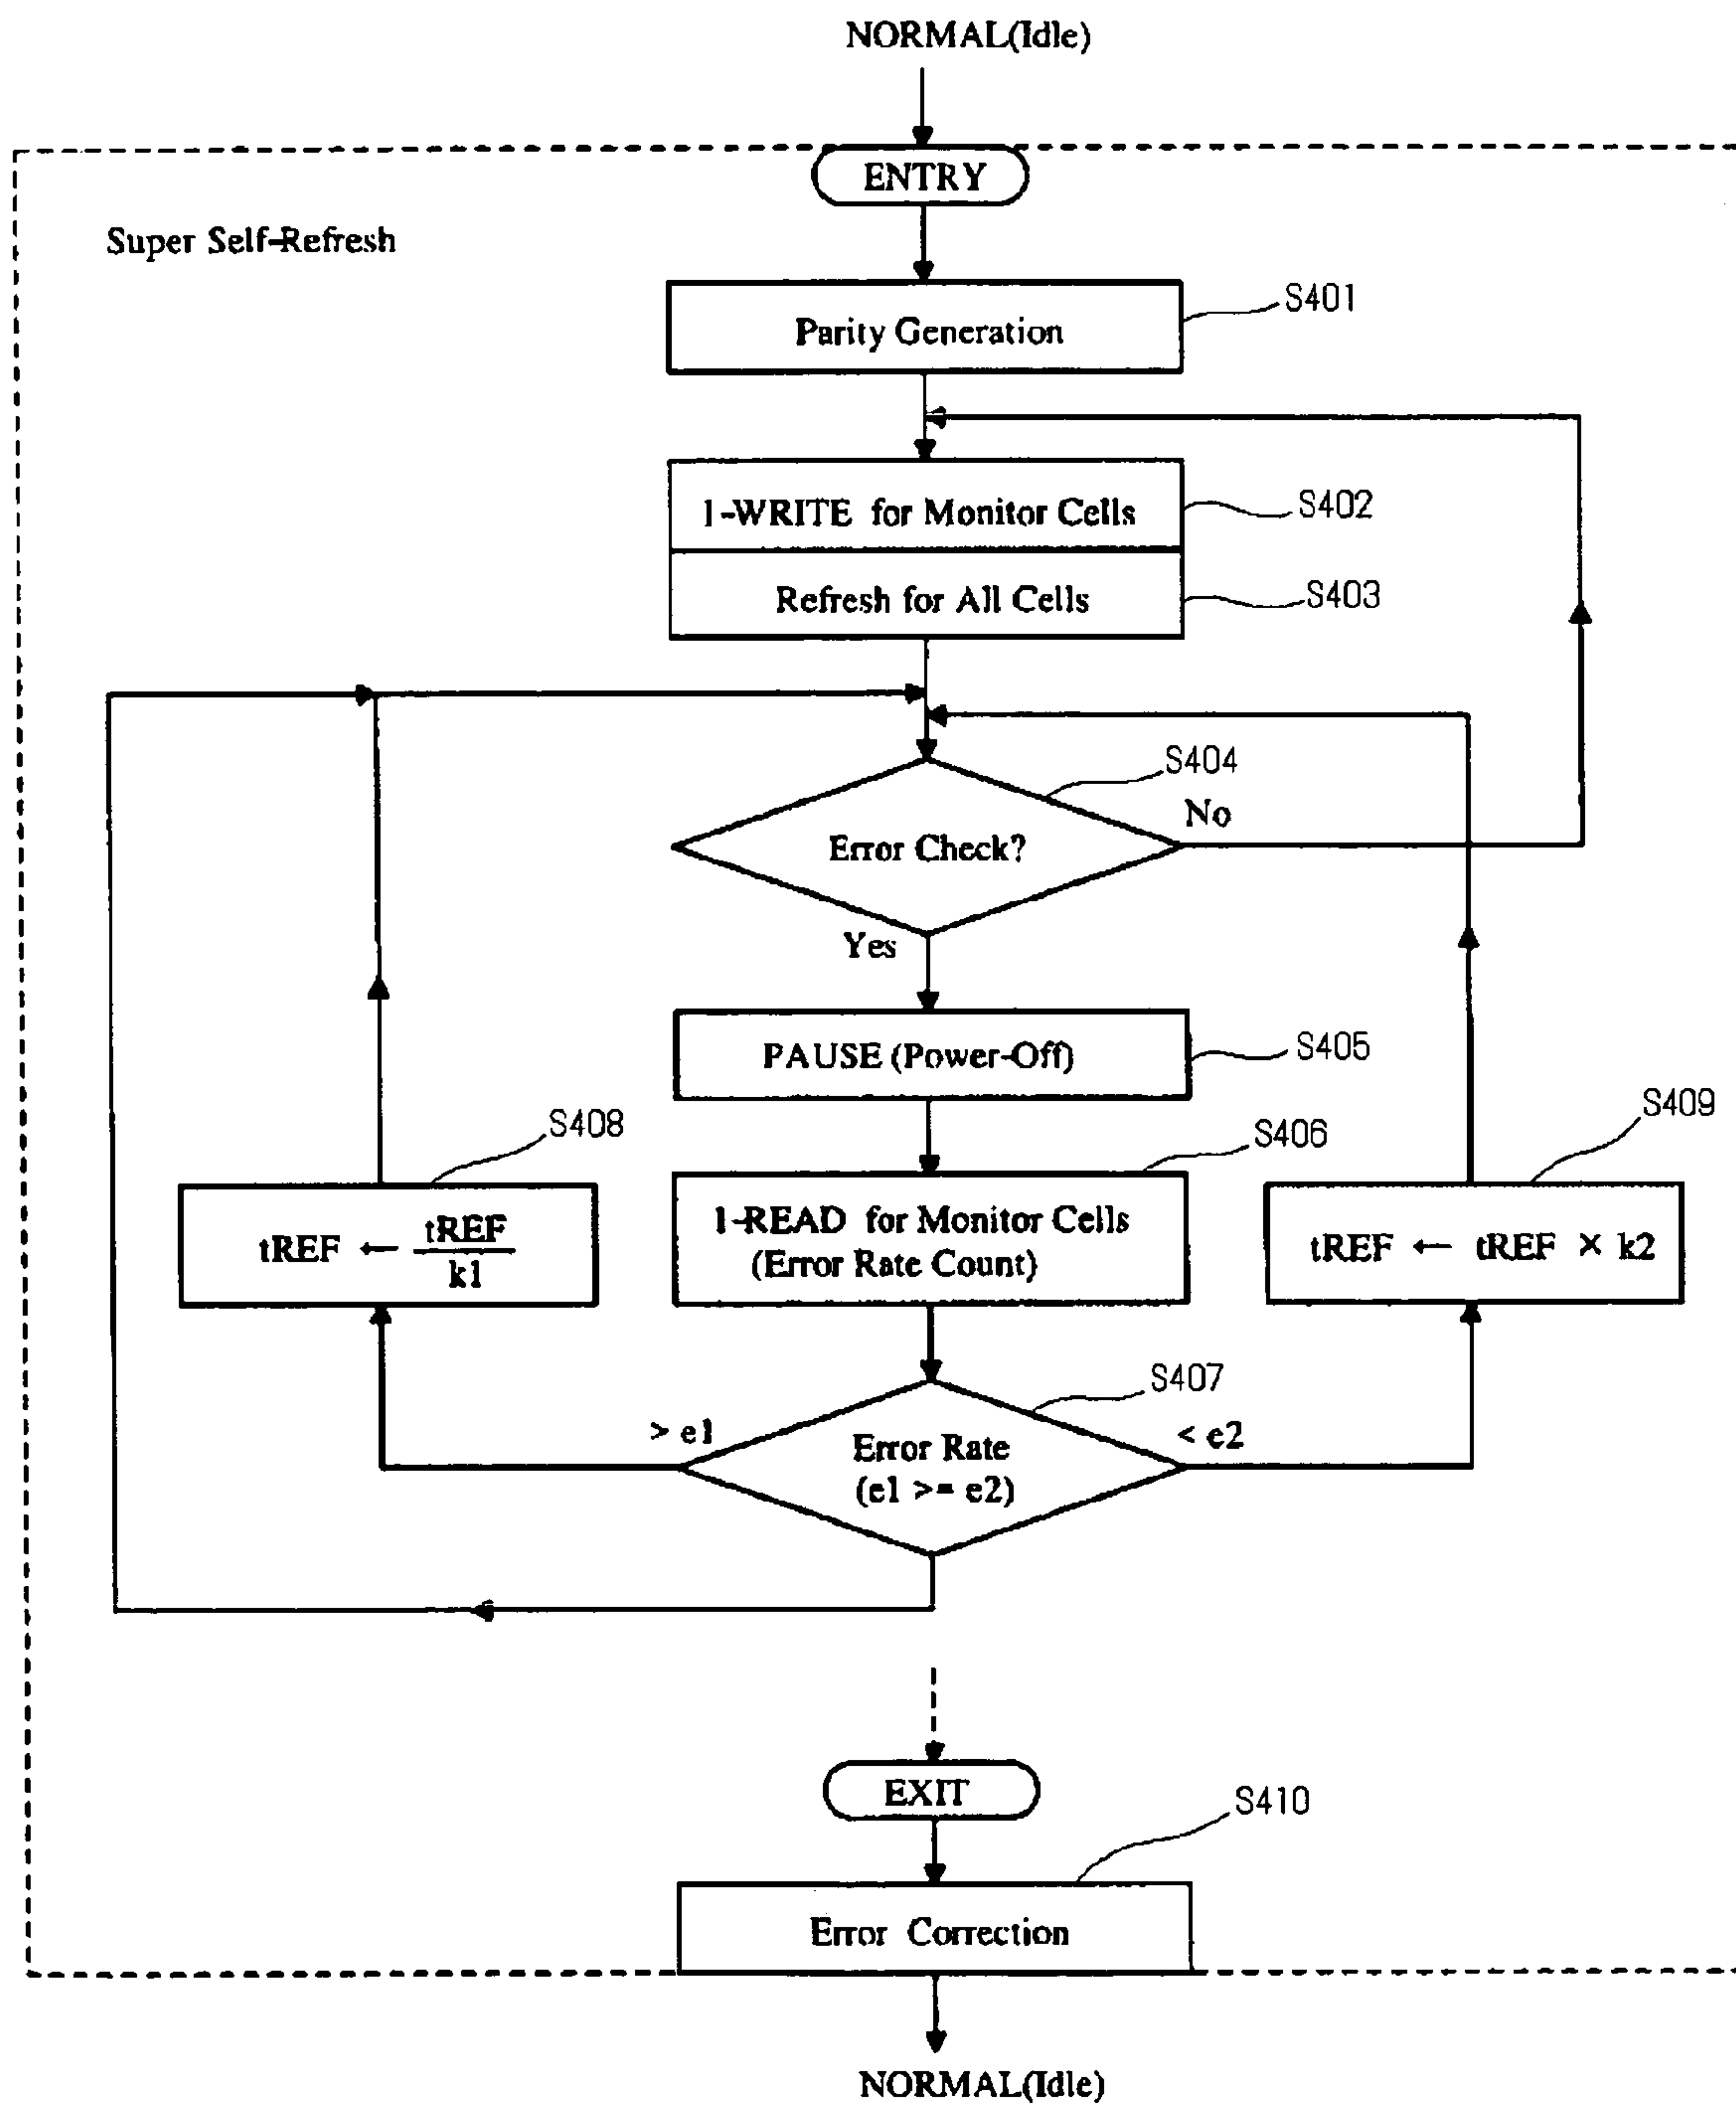 NORMAL(Idle)
ENTRY
Super Self-Refresh
S401
Parity Generation
1-WRITE for Monitor Cells
S402
Refresh for All Cells
S403
S404
No
Error Check?
Yes
PAUSE (Power-Off)
S405
S408
S406
S409
tREF ← tREF
k1
1-READ for Monitor Cells
(Error Rate Count)
tREF ← tREF × k2
S407
> e1
< e2
Error Rate
(e1 >= e2)
EXIT
S410
Error Correction
NORMAL(Idle)